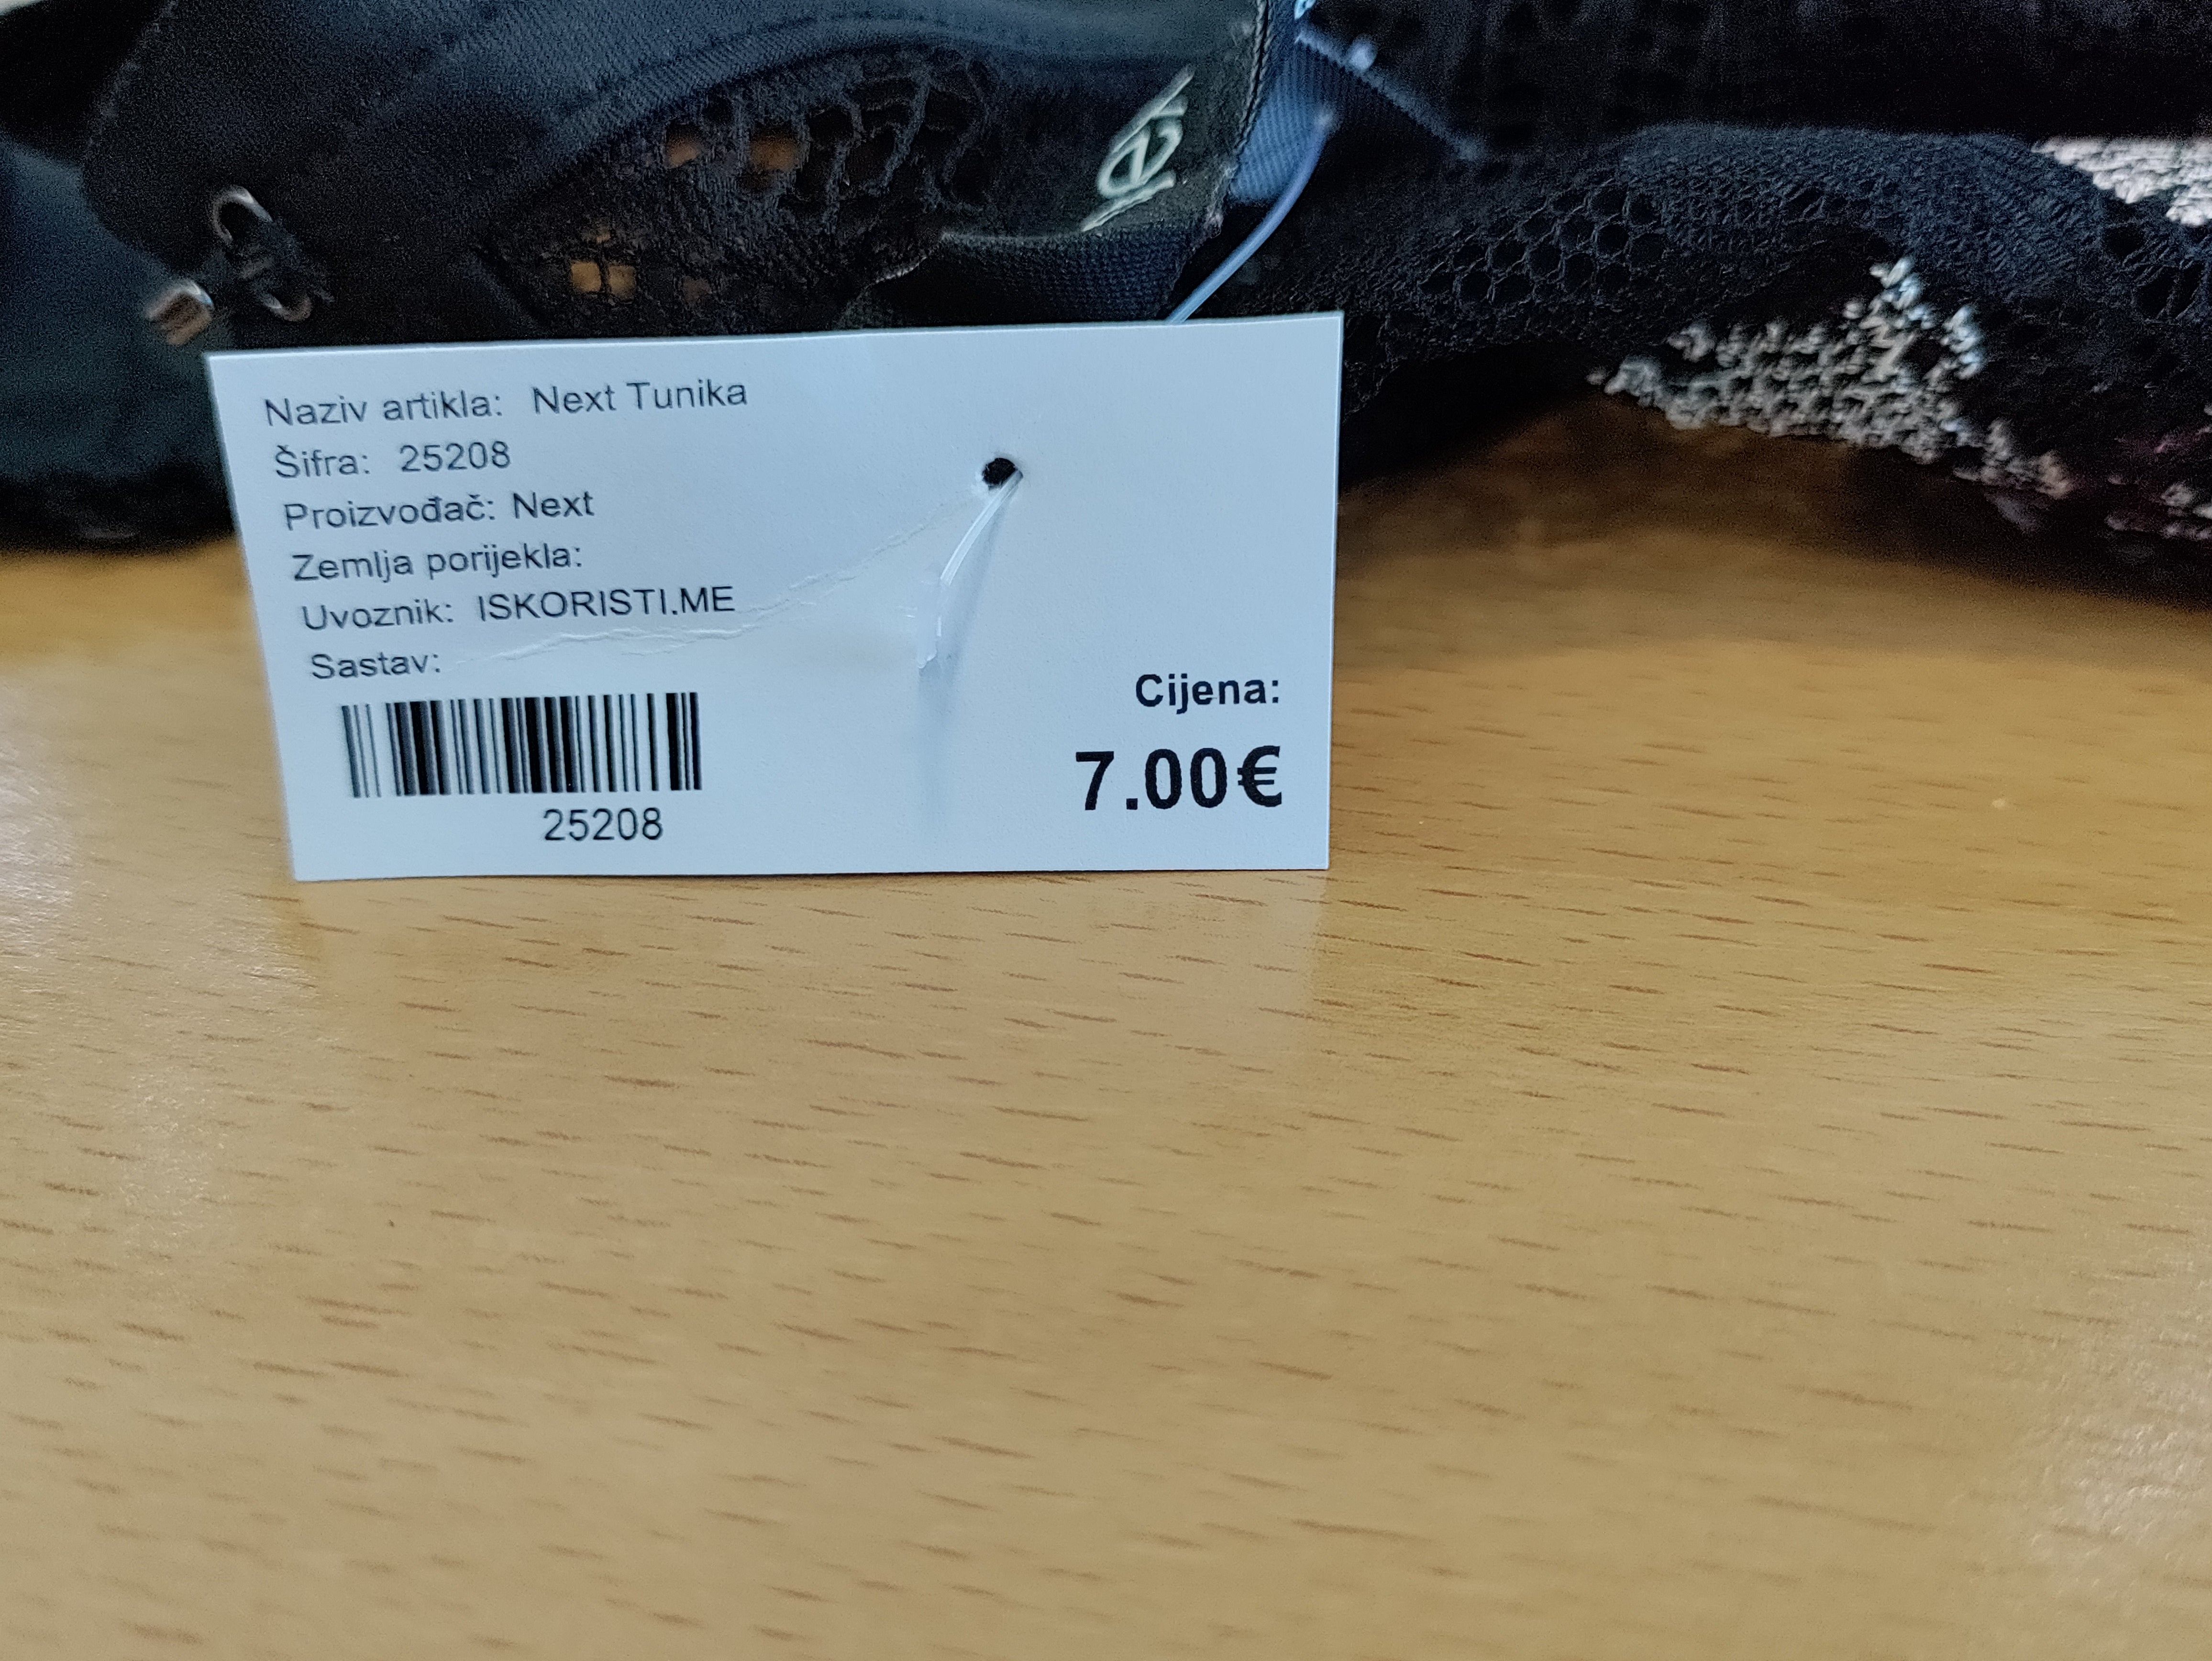 Naziv artikla: Next Tunika
Šifra: 25208
Proizvođač: Next
Zemlja porijekla:
Uvoznik: ISKORISTI.ME
Sastav:
25208
Cijena:
7.00€